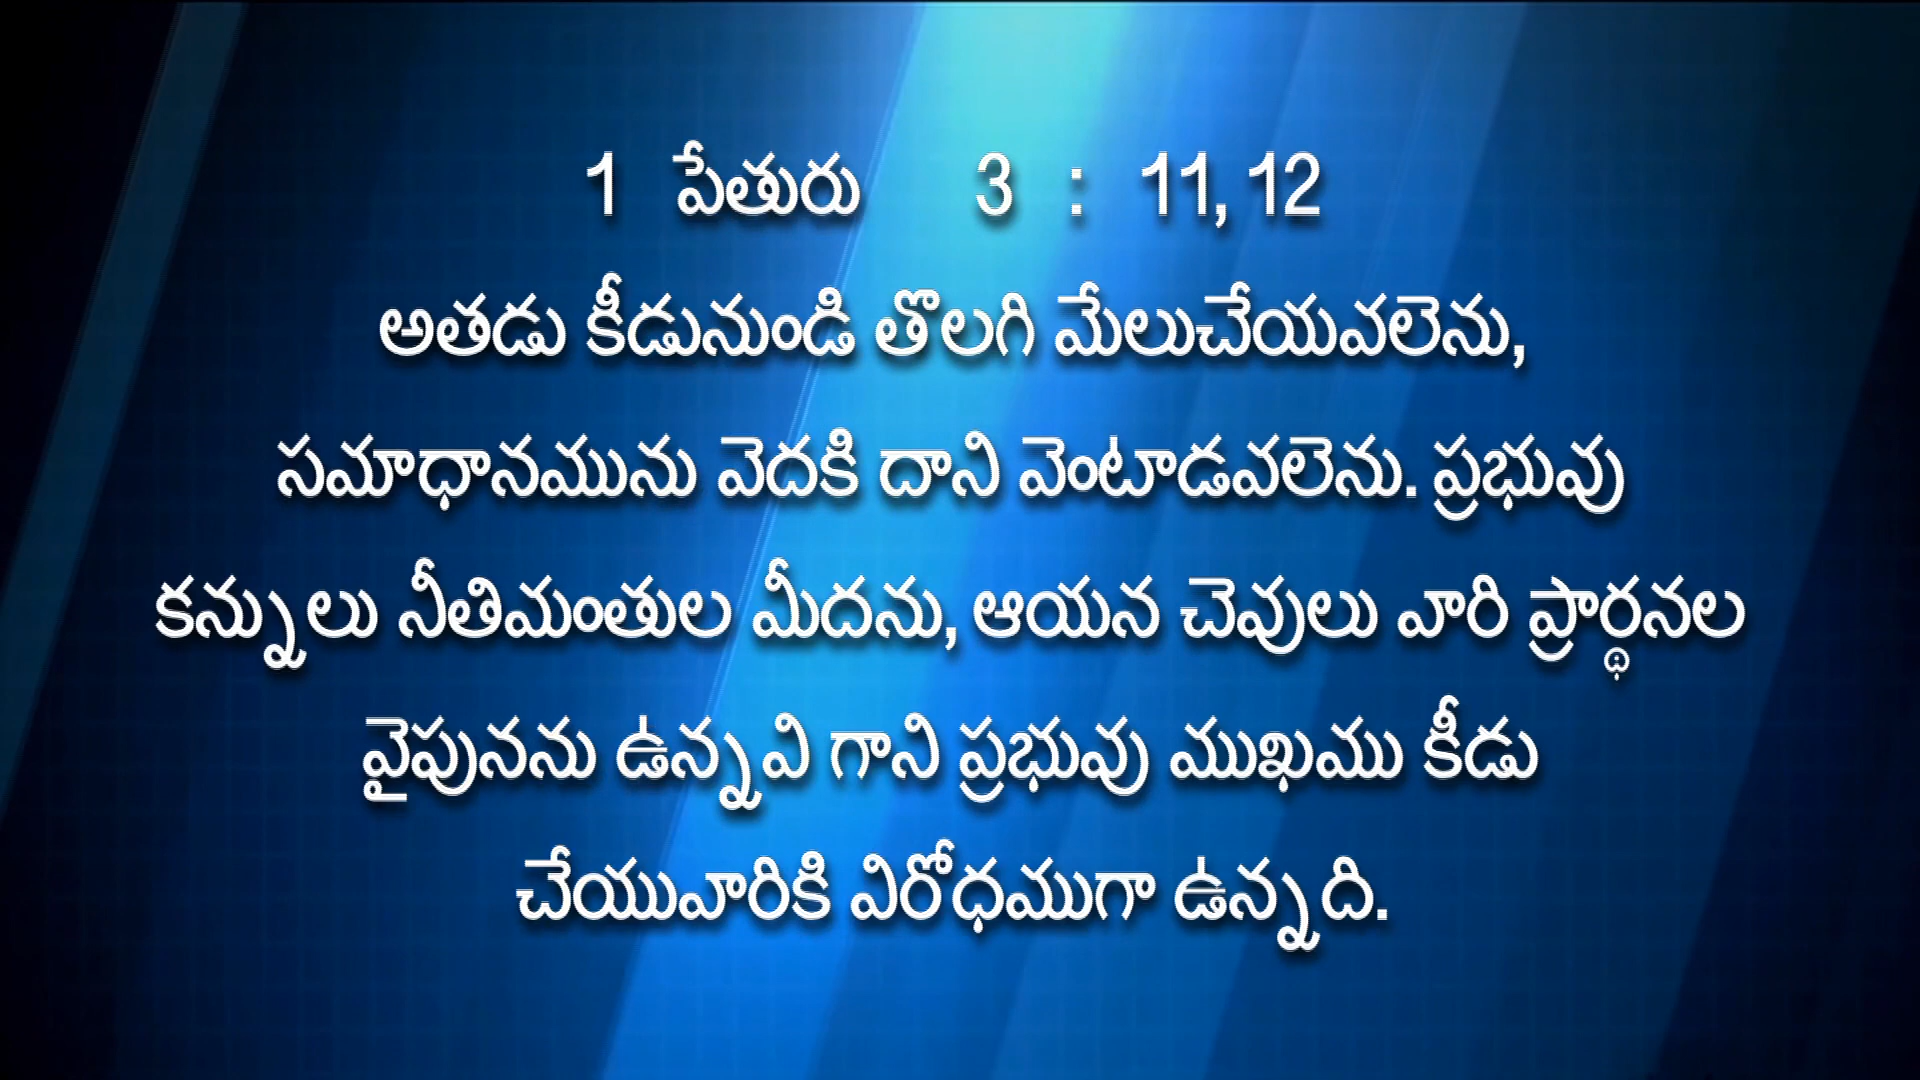 1 పేతురు 3 : 11, 12
అతడు కీడునుండి తొలగి మేలుచేయవలెను,
సమాధానమును వెదకి దాని వెంటాడవలెను. ప్రభువు
కన్నులు నీతిమంతుల మీదను, ఆయన చెవులు వారి ప్రార్థనల
వైపునను ఉన్నవి గాని ప్రభువు ముఖము కీడు
చేయువారికి విరోధముగా ఉన్నది.